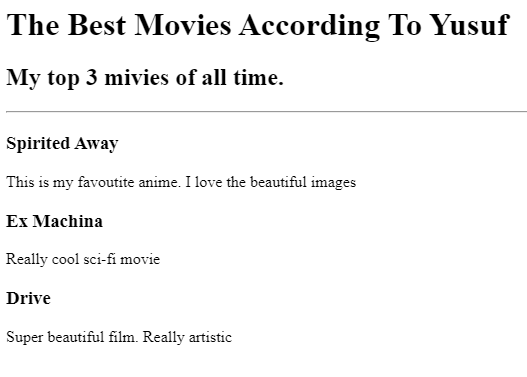 The Best Movies According To Yusuf
My top 3 mivies of all time.
Spirited Away
This is my favoutite anime. I love the beautiful images
Ex Machina
Really cool sci-fi movie
Drive
Super beautiful film. Really artistic